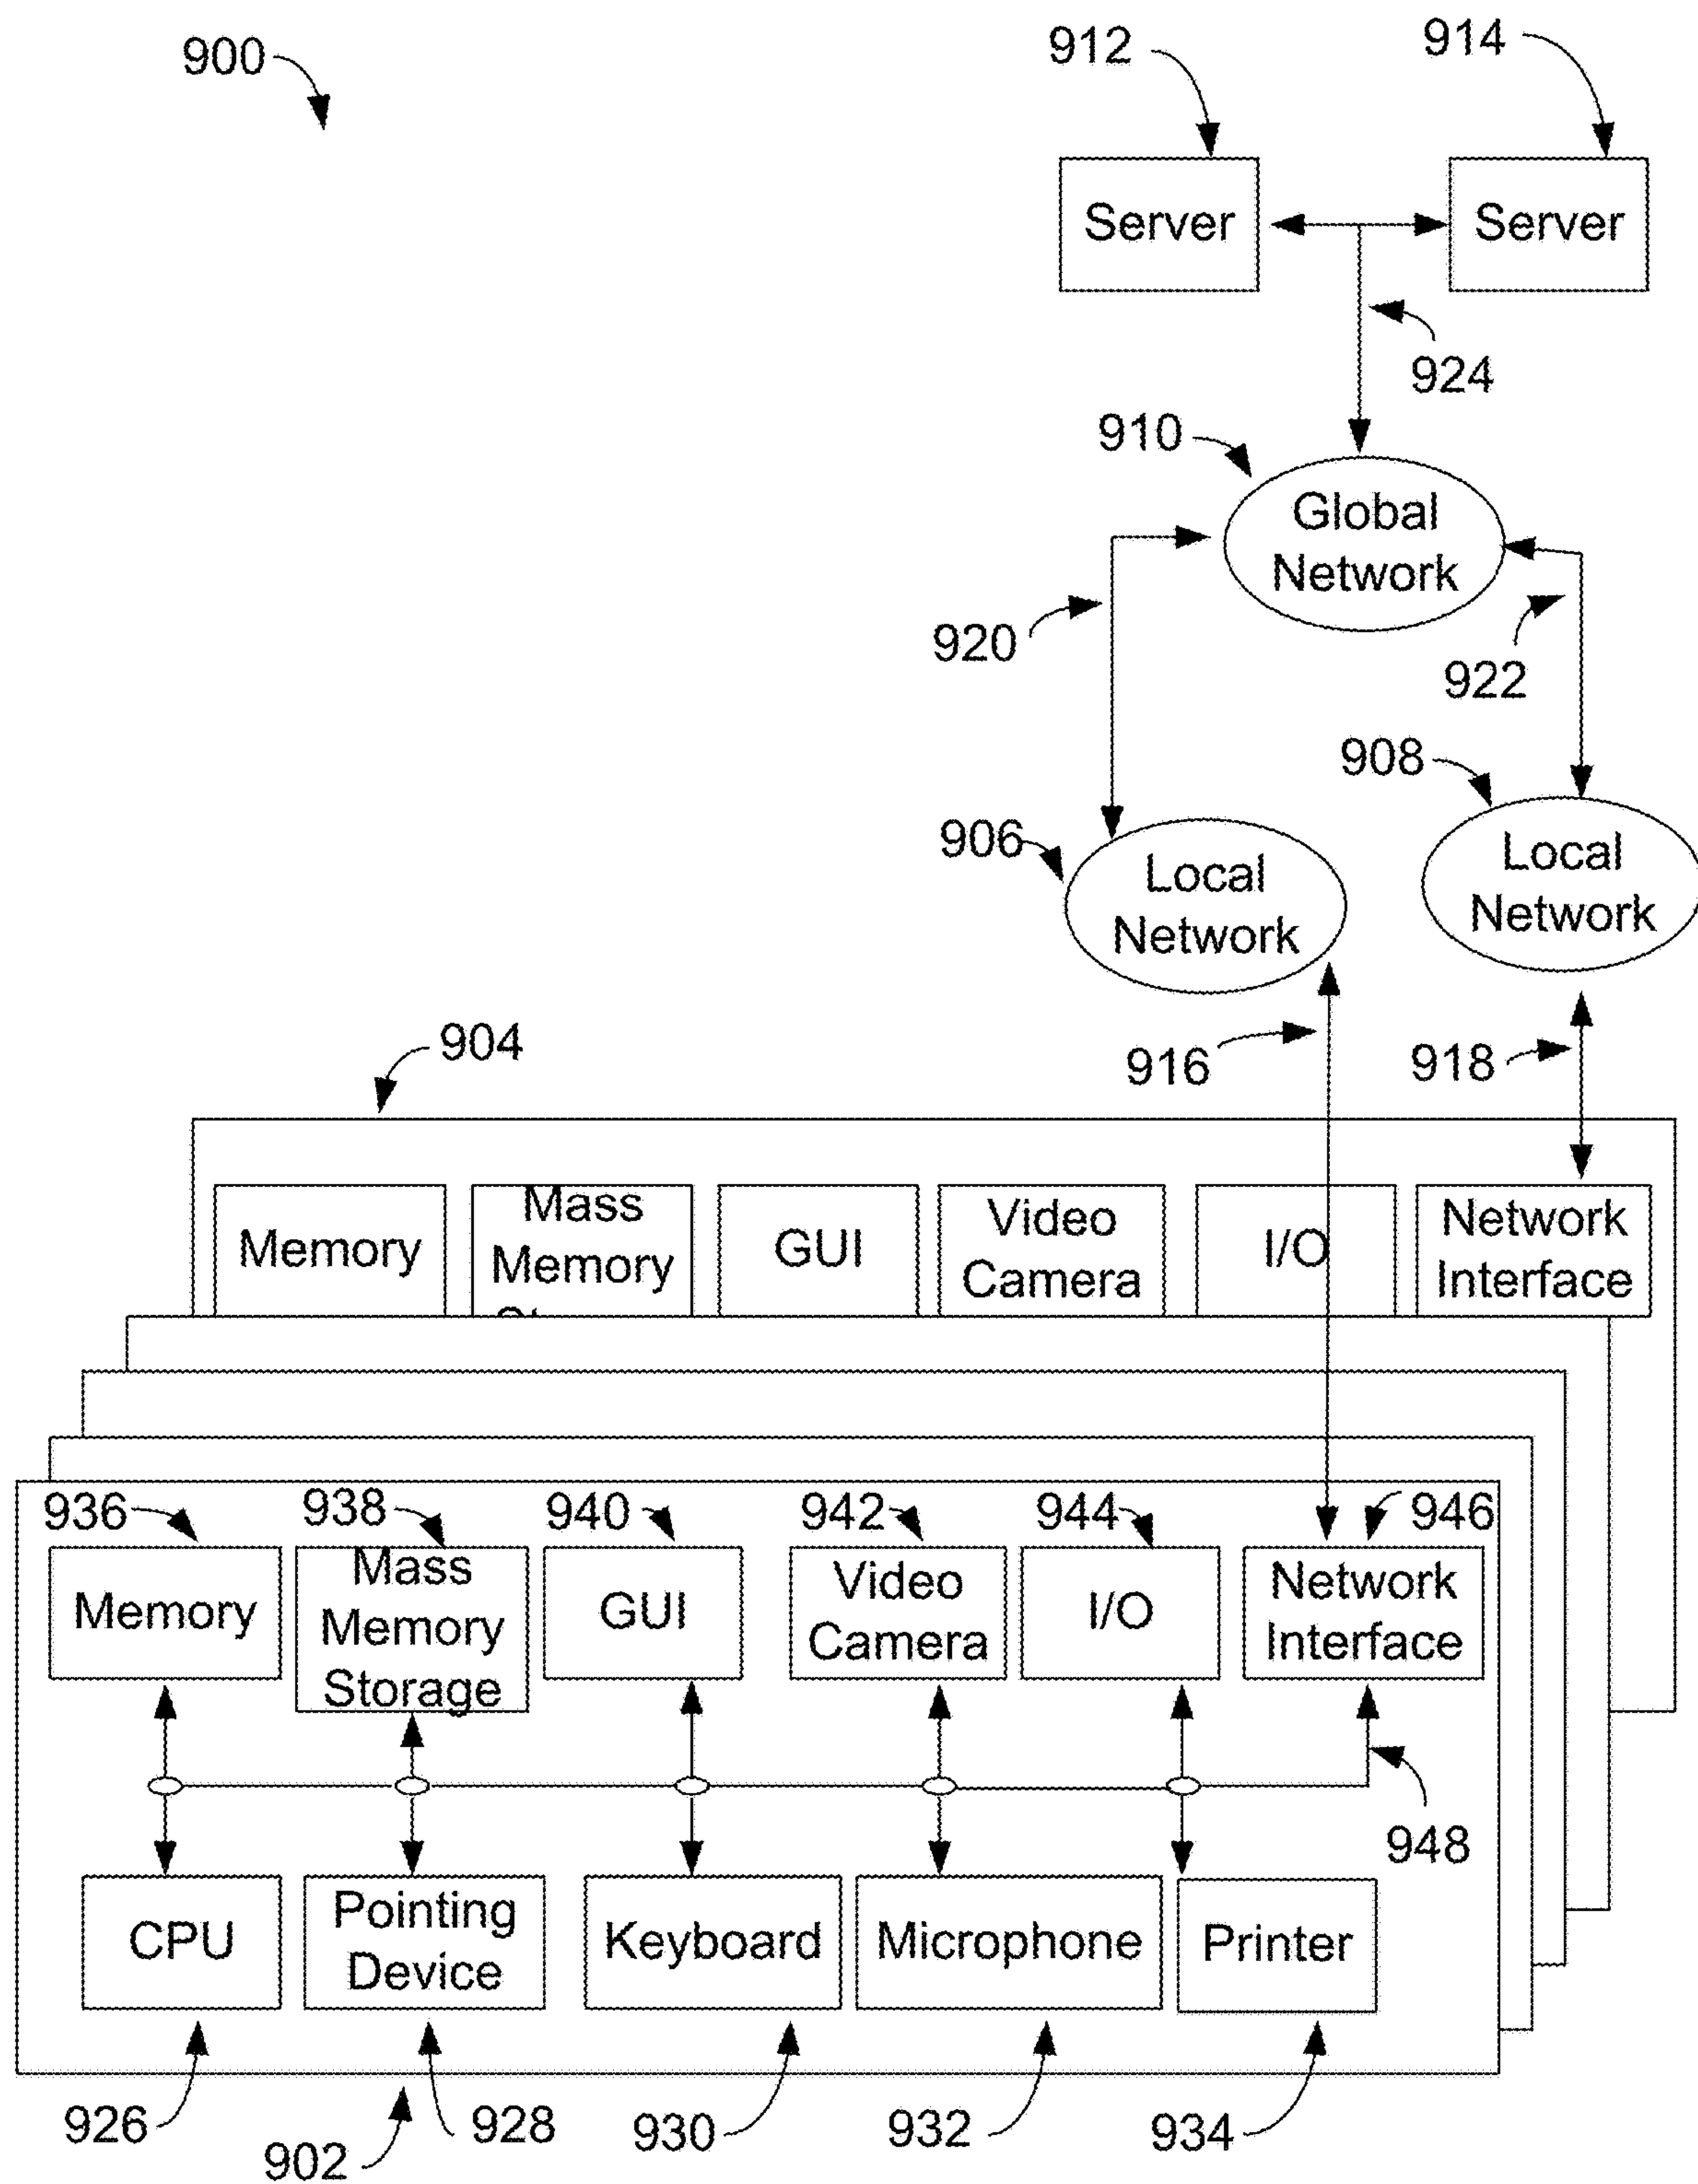 900
912
914
Server
Server
924
910
Global
Network
920
922
908
906
Local
Network
Local
Network
904
916
918
Memory
Mass
Memory
GUI
Video
Camera
I/O
Network
Interface
936
938
940
942
944
946
Memory
Mass
Memory
Storage
GUI
Video
Camera
I/O
Network
Interface
948
CPU
Pointing
Device
Keyboard
Microphone
Printer
926
902
928
930
932
934